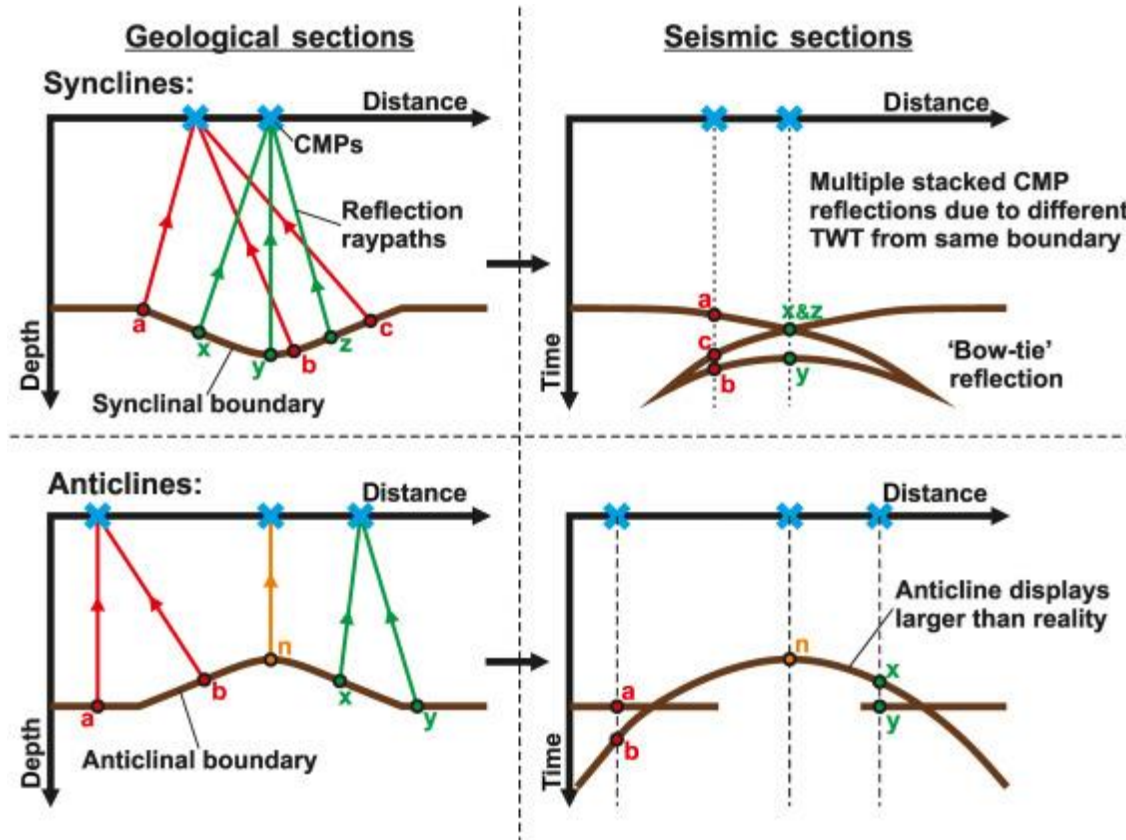 Geological sections
Seismic sections
Synclines:
Distance
CMPs
Reflection
raypaths
a
x
y
b
z
c
Depth
Synclinal boundary
Distance
Multiple stacked CMP
reflections due to different
TWT from same boundary
a
x&z
c
b
y
'Bow-tie'
reflection
Time
Anticlines:
Distance
n
b
a
x
y
Depth
Anticlinal boundary
Distance
Anticline displays
larger than reality
n
x
a
y
b
Time